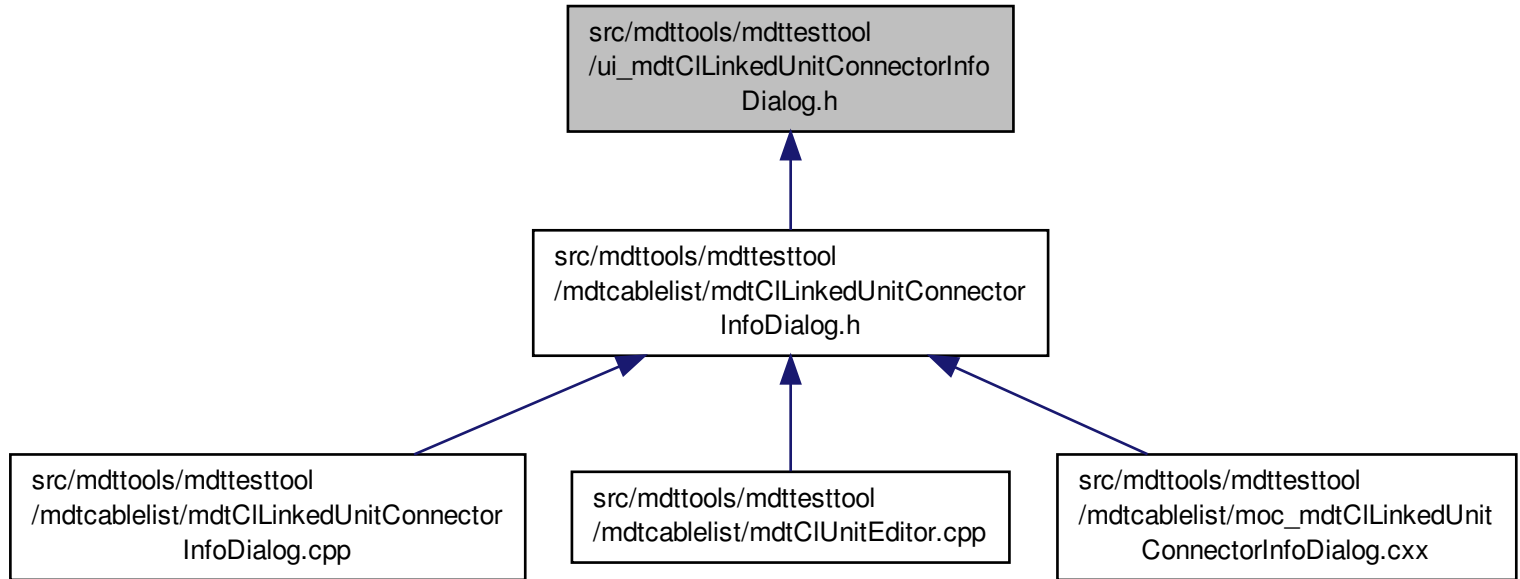 src/mdttools/mdttesttool
/ui_mdtClLinkedUnitConnectorInfo
Dialog.h
src/mdttools/mdttesttool
/mdtcablelist/mdtClLinkedUnitConnector
InfoDialog.h
src/mdttools/mdttesttool
/mdtcablelist/mdtClLinkedUnitConnector
InfoDialog.cpp
src/mdttools/mdttesttool
/mdtcablelist/mdtClUnitEditor.cpp
src/mdttools/mdttesttool
/mdtcablelist/moc_mdtClLinkedUnit
ConnectorInfoDialog.cxx